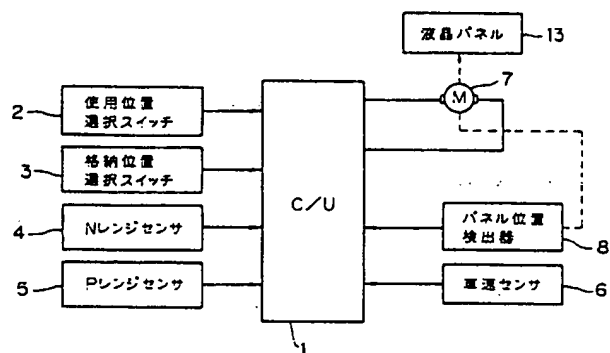 液晶パネル
13
7
M
使用位置
選択スイッチ
2
格納位置
選択スイッチ
3
C/U
Nレンジセンサ
4
パネル位置
検出器
8
Pレンジセンサ
5
車速センサ
6
1